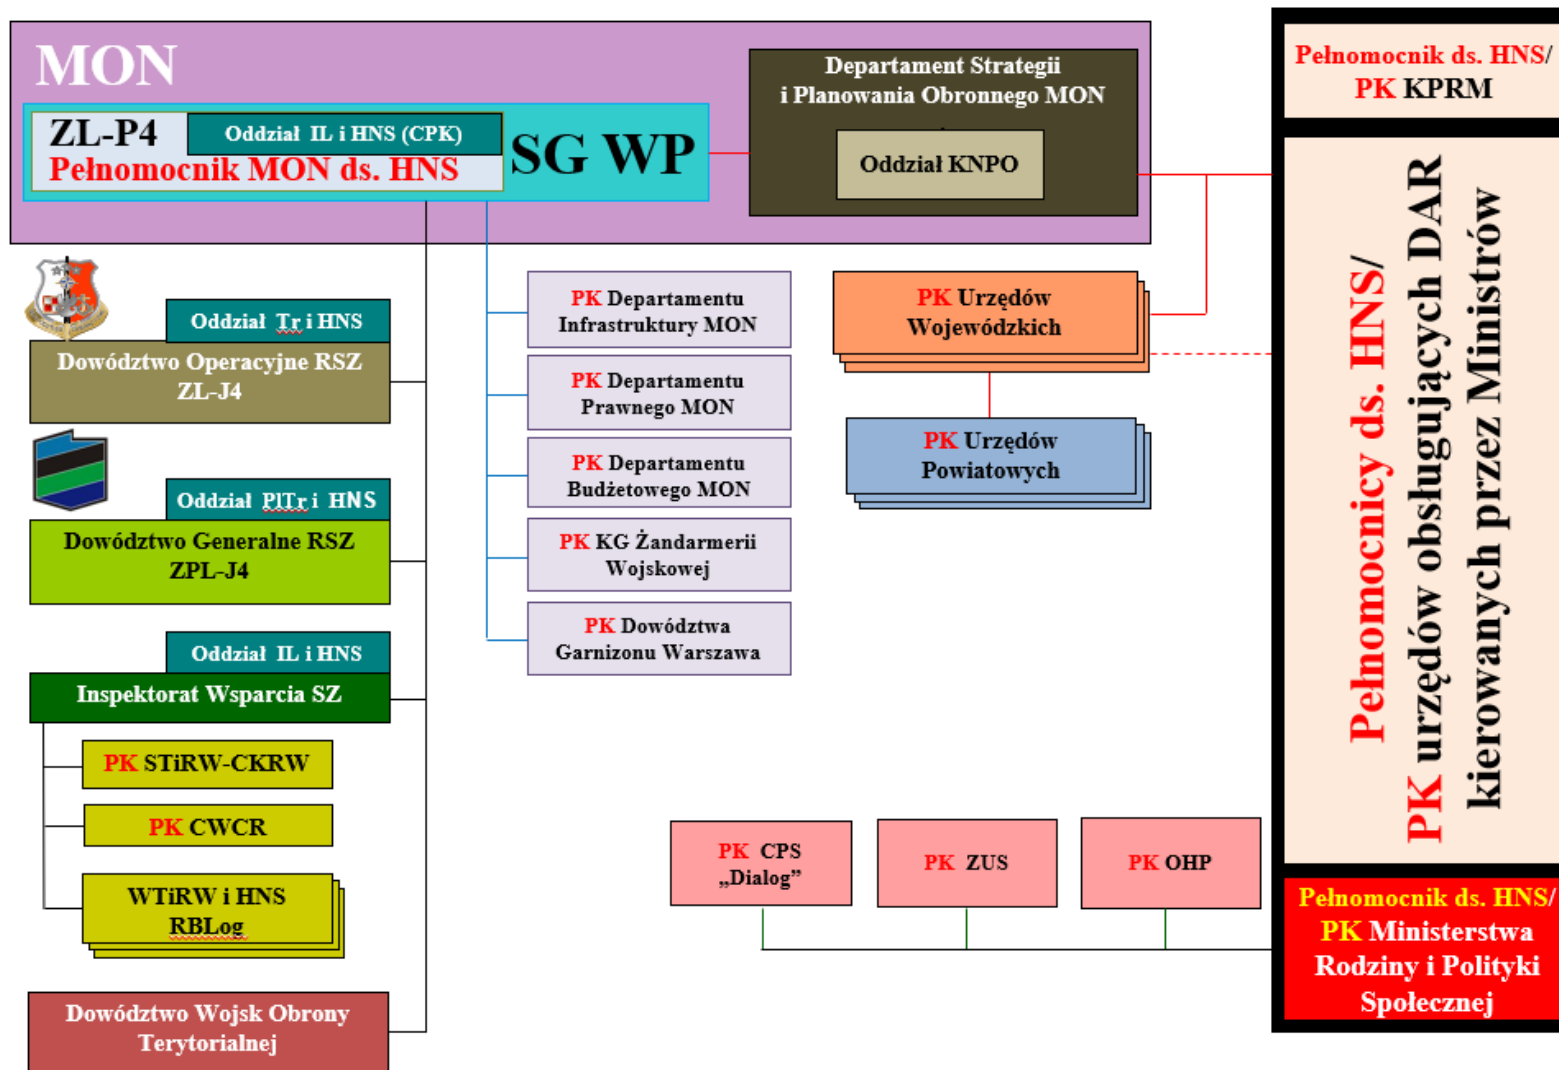 MON
ZL-P4
Oddział IL i HNS (CPK)
Pełnomocnik MON ds. HNS
SG WP
Departament Strategii
i Planowania Obronnego MON
Oddział KNPO
Pełnomocnik ds. HNS/
PK KPRM
Pełnomocnicy ds. HNS/
PK urzędów obsługujących DAR
kierowanych przez Ministrów
Pełnomocnik ds. HNS/
PK Ministerstwa
Rodziny i Polityki
Społecznej
Oddział Tr i HNS
Dowództwo Operacyjne RSZ
ZL-J4
Oddział PlTr i HNS
Dowództwo Generalne RSZ
ZPL-J4
Oddział IL i HNS
Inspektorat Wsparcia SZ
PK STiRW-CKRW
PK CWCR
WTiRW i HNS
RBLog
Dowództwo Wojsk Obrony
Terytorialnej
PK Departamentu
Infrastruktury MON
PK Departamentu
Prawnego MON
PK Departamentu
Budżetowego MON
PK KG Żandarmerii
Wojskowej
PK Dowództwa
Garnizonu Warszawa
PK Urzędów
Wojewódzkich
PK Urzędów
Powiatowych
PK CPS
„Dialog”
PK ZUS
PK OHP